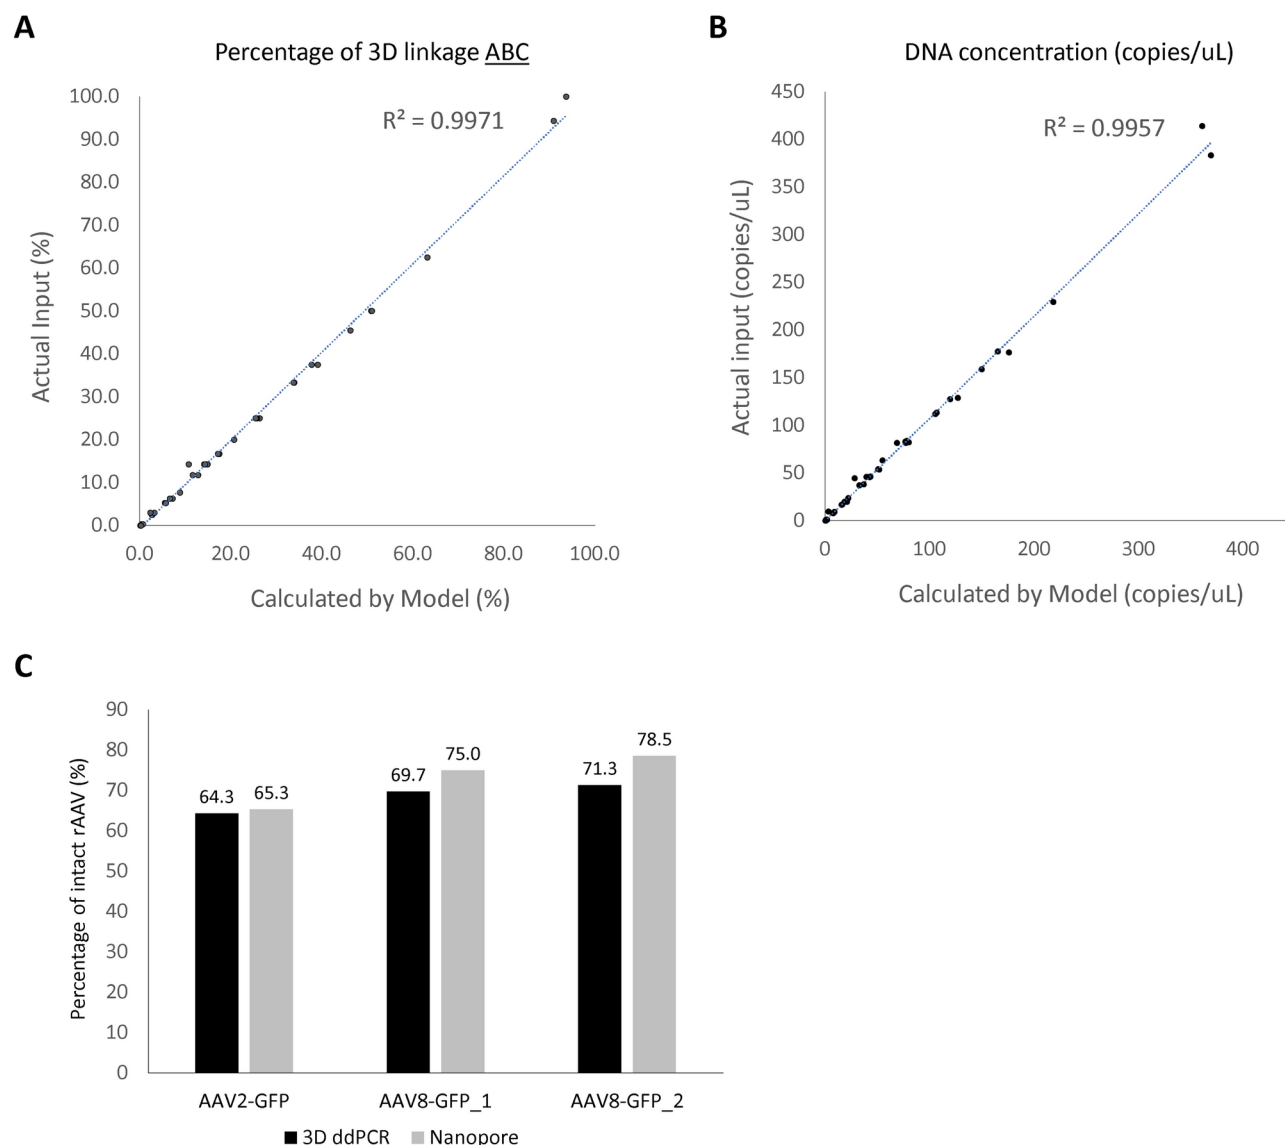 A
Percentage of 3D linkage ABC
R² = 0.9971
Actual Input (%)
100.0
90.0
80.0
70.0
60.0
50.0
40.0
30.0
20.0
10.0
0.0
0.0 20.0 40.0 60.0 80.0 100.0
Calculated by Model (%)
B
DNA concentration (copies/uL)
R² = 0.9957
Actual input (copies/uL)
450
400
350
300
250
200
150
100
50
0
0 100 200 300 400
Calculated by Model (copies/uL)
C
Percentage of intact rAAV (%)
90
80
70
60
50
40
30
20
10
0
64.3 65.3
69.7 75.0
71.3 78.5
AAV2-GFP AAV8-GFP_1 AAV8-GFP_2
3D ddPCR Nanopore